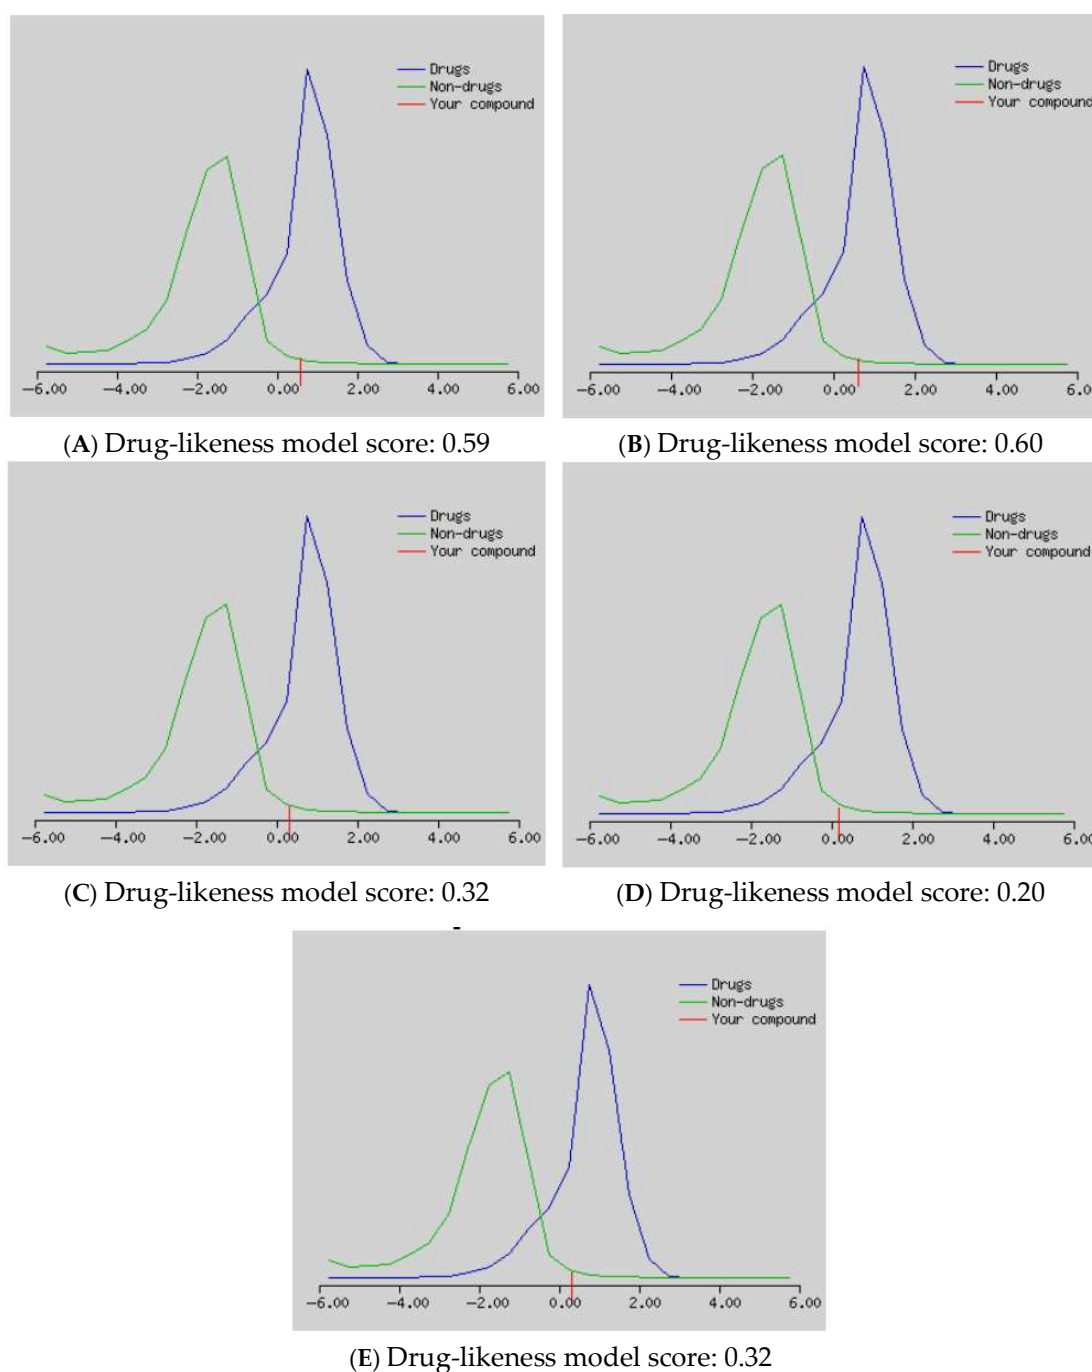 Drugs
Non-drugs
Your compound
−6.00 −4.00 −2.00 0.00 2.00 4.00 6.00
(A) Drug-likeness model score: 0.59
Drugs
Non-drugs
Your compound
−6.00 −4.00 −2.00 0.00 2.00 4.00 6.00
(B) Drug-likeness model score: 0.60
Drugs
Non-drugs
Your compound
−6.00 −4.00 −2.00 0.00 2.00 4.00 6.00
(C) Drug-likeness model score: 0.32
Drugs
Non-drugs
Your compound
−6.00 −4.00 −2.00 0.00 2.00 4.00 6.00
(D) Drug-likeness model score: 0.20
Drugs
Non-drugs
Your compound
−6.00 −4.00 −2.00 0.00 2.00 4.00 6.00
(E) Drug-likeness model score: 0.32